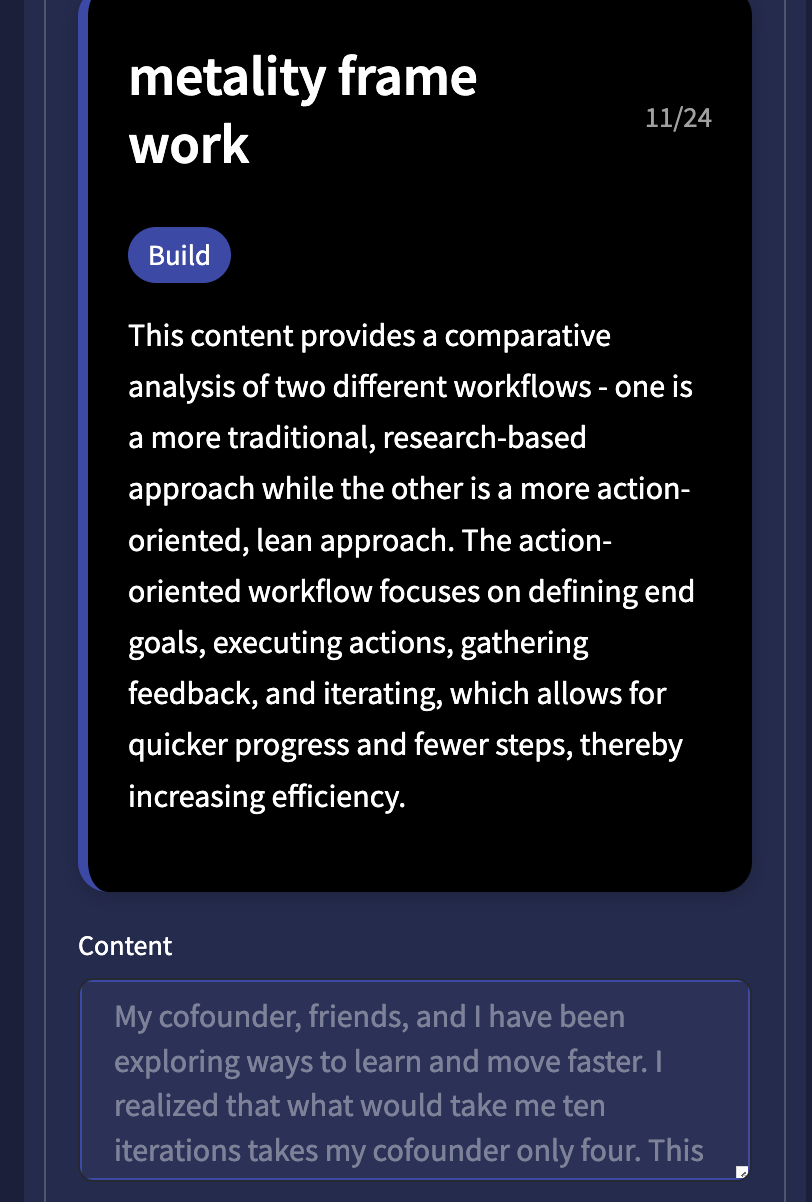 metality frame
work
11/24
Build
This content provides a comparative
analysis of two different workflows - one is
a more traditional, research-based
approach while the other is a more action-
oriented, lean approach. The action-
oriented workflow focuses on defining end
goals, executing actions, gathering
feedback, and iterating, which allows for
quicker progress and fewer steps, thereby
increasing efficiency.
Content
My cofounder, friends, and I have been
exploring ways to learn and move faster. I
realized that what would take me ten
iterations takes my cofounder only four. This